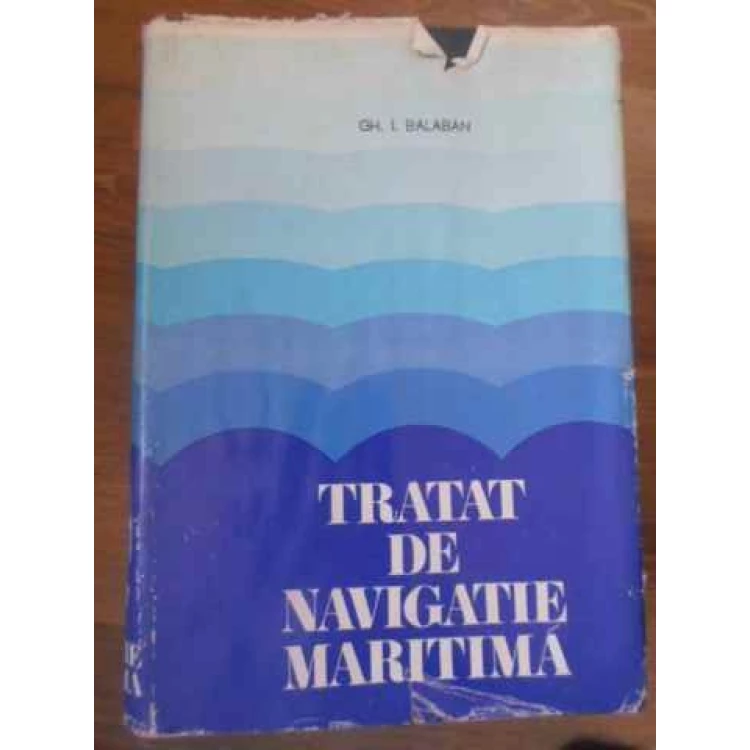 GH. I. BALABAN
TRATAT
DE
NAVIGATIE
MARITIMĂ